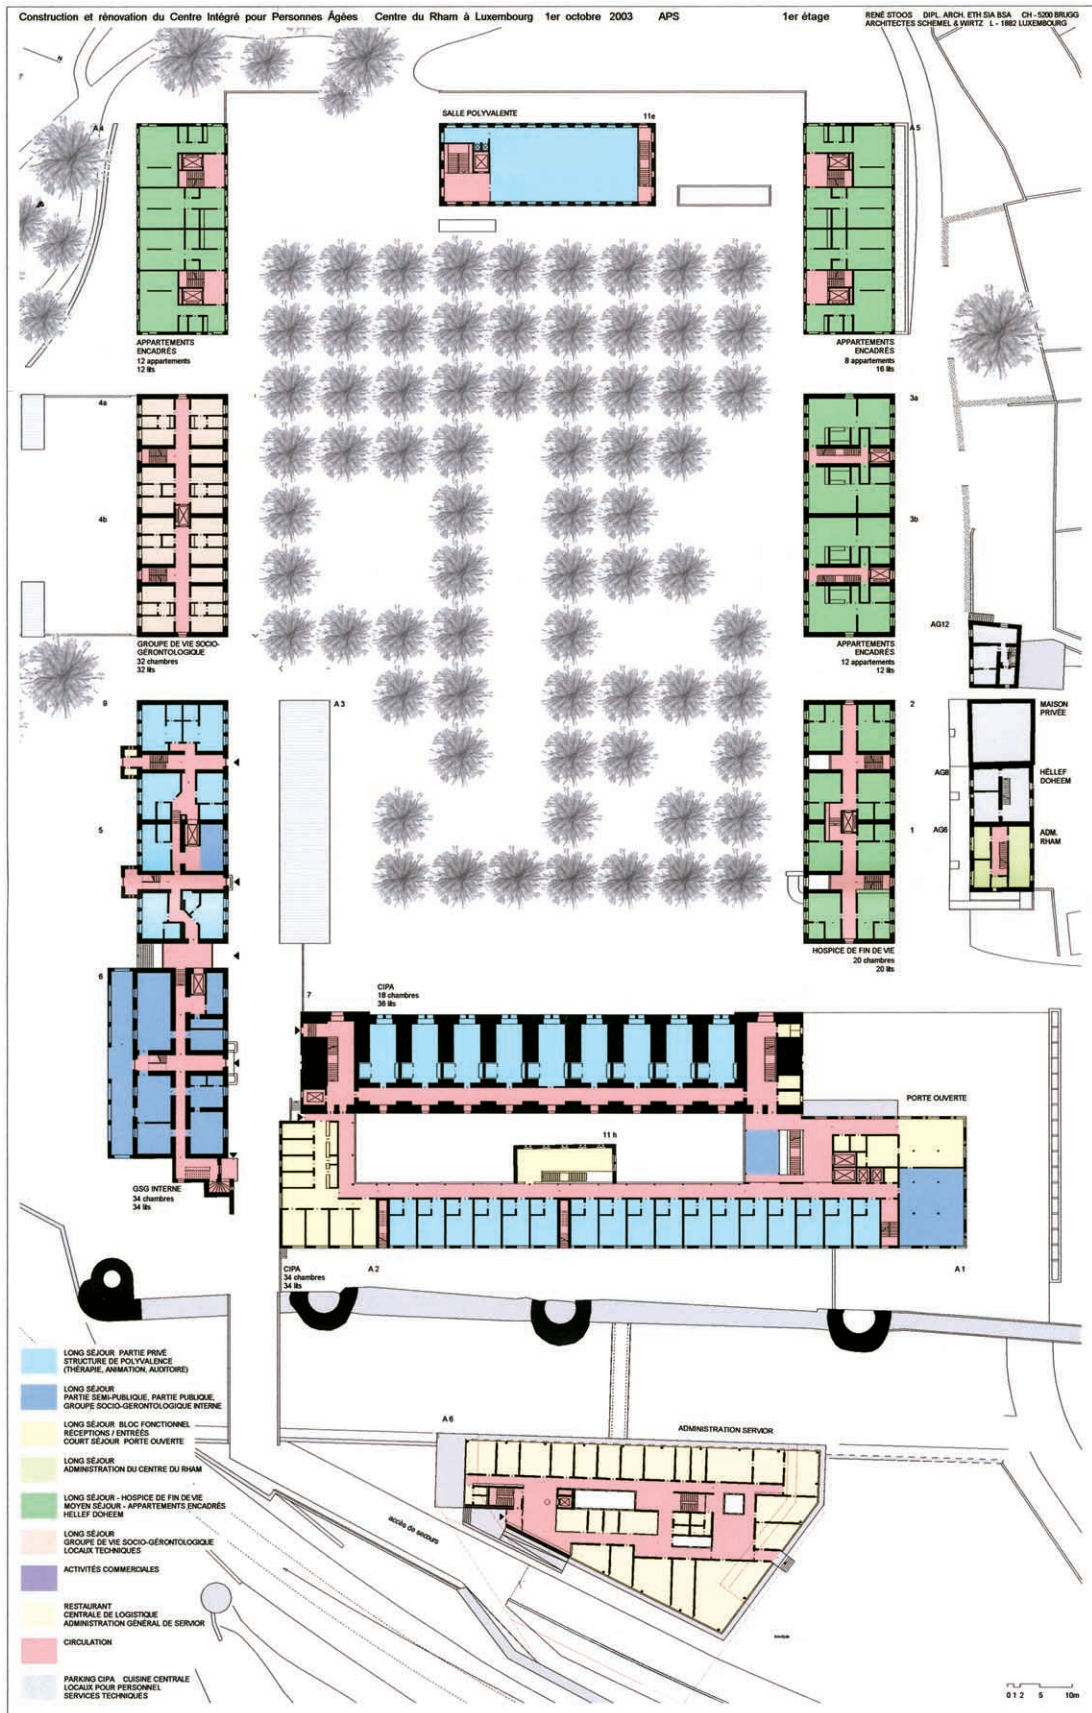 Construction et rénovation du Centre Intégré pour Personnes Âgées Centre du Rham à Luxembourg 1er octobre 2003 APS 1er étage
RENÉ STOOS DIPL. ARCH. ETH SIA BSA CH - 5200 BRUGG
ARCHITECTES SCHEMEL & WIRTZ L - 1882 LUXEMBOURG
SALLE POLYVALENTE
11e
A 4
A 5
APPARTEMENTS
ENCADRÉS
12 appartements
12 lits
APPARTEMENTS
ENCADRÉS
8 appartements
16 lits
4a
3a
4b
3b
AG12
GROUPE DE VIE SOCIO-
GÉRONTOLOGIQUE
32 chambres
32 lits
APPARTEMENTS
ENCADRÉS
12 appartements
12 lits
9
A 3
2
MAISON
PRIVÉE
AG8
HËLLEF
DOHEEM
5
1
AG6
ADM.
RHAM
HOSPICE DE FIN DE VIE
20 chambres
20 lits
6
7
CIPA
18 chambres
36 lits
PORTE OUVERTE
11 h
GSG INTERNE
34 chambres
34 lits
CIPA
34 chambres
34 lits
A 2
A 1
LONG SÉJOUR PARTIE PRIVÉ
STRUCTURE DE POLYVALENCE
(THÉRAPIE, ANIMATION, AUDITOIRE)
LONG SÉJOUR
PARTIE SEMI-PUBLIQUE, PARTIE PUBLIQUE,
GROUPE SOCIO-GERONTOLOGIQUE INTERNE
LONG SÉJOUR BLOC FONCTIONNEL
RÉCEPTIONS / ENTRÉÉS
COURT SÉJOUR PORTE OUVERTE
LONG SÉJOUR
ADMINISTRATION DU CENTRE DU RHAM
LONG SÉJOUR - HOSPICE DE FIN DE VIE
MOYEN SÉJOUR - APPARTEMENTS ENCADRÉS
HELLEF DOHEEM
LONG SÉJOUR
GROUPE DE VIE SOCIO-GÉRONTOLOGIQUE
LOCAUX TECHNIQUES
ACTIVITÉS COMMERCIALES
RESTAURANT
CENTRALE DE LOGISTIQUE
ADMINISTRATION GÉNÉRAL DE SERVIOR
CIRCULATION
PARKING CIPA CUISINE CENTRALE
LOCAUX POUR PERSONNEL
SERVICES TECHNIQUES
A 6
ADMINISTRATION SERVIOR
accès de secours
0 1 2 5 10m